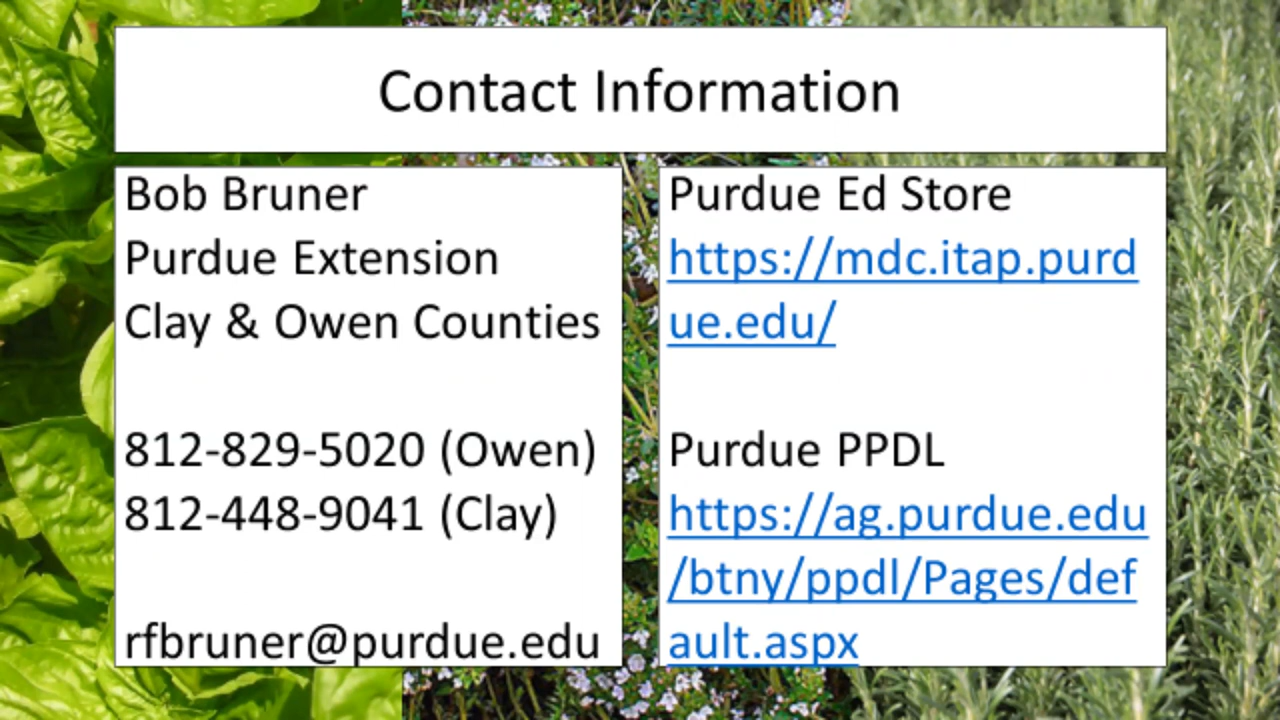 Contact Information
Bob Bruner
Purdue Extension
Clay & Owen Counties
812-829-5020 (Owen)
812-448-9041 (Clay)
rfbruner@purdue.edu
Purdue Ed Store
https://mdc.itap.purd
ue.edu/
Purdue PPDL
https://ag.purdue.edu
/btny/ppdl/Pages/def
ault.aspx